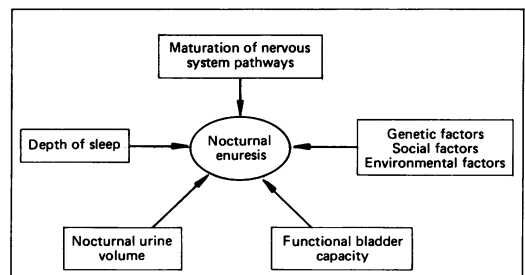 Maturation of nervous
system pathways
Depth of sleep
Nocturnal
enuresis
Genetic factors
Social factors
Environmental factors
Nocturnal urine
volume
Functional bladder
capacity